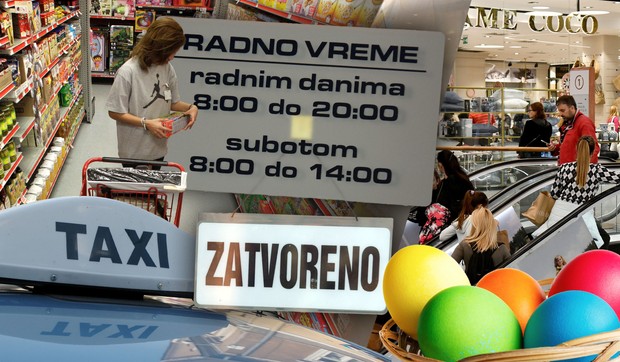 AME COCO
RADNO VREME
radnim danima
8:00 do 20:00
subotom
8:00 do 14:00
TAXI
ZATVORENO
TAXI